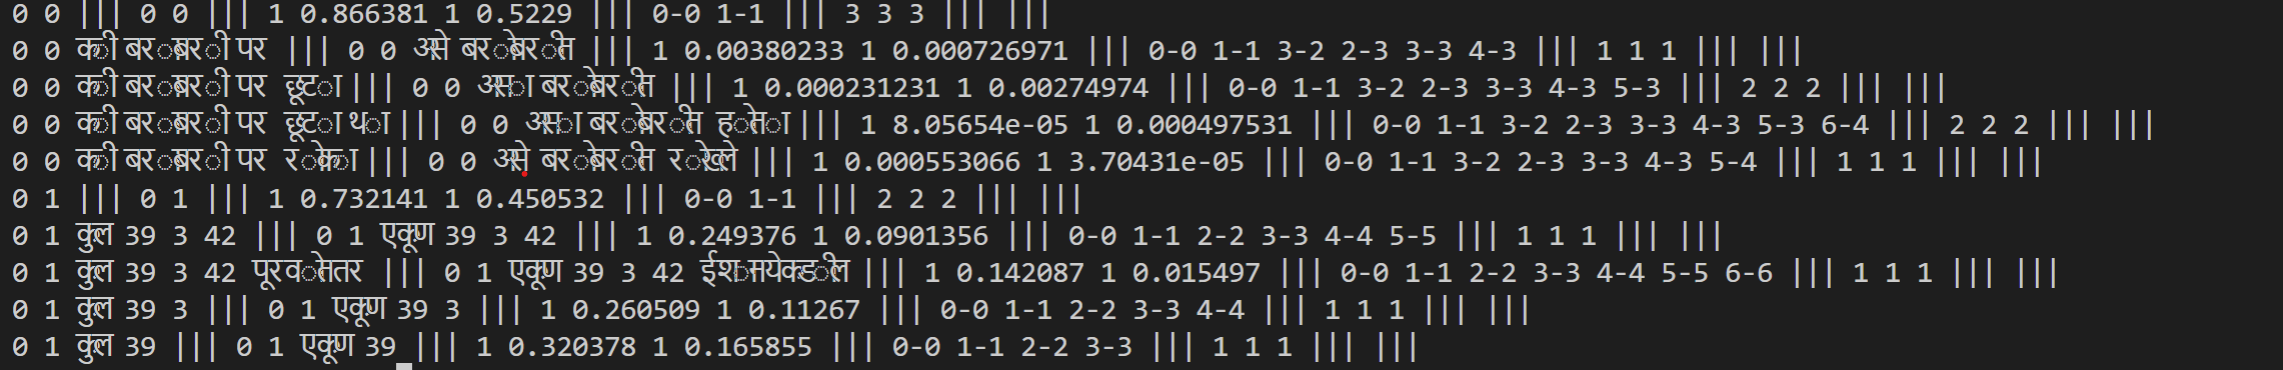 0 0 ||| 0 0 ||| 1 0.866381 1 0.5229 ||| 0-0 1-1 ||| 3 3 3 ||| |||
0 0 की बराबरी पर ||| 0 0 असे बरोबरीत ||| 1 0.00380233 1 0.000726971 ||| 0-0 1-1 3-2 2-3 3-3 4-3 ||| 1 1 1 ||| |||
0 0 की बराबरी पर छूटा ||| 0 0 असा बरोबरीत ||| 1 0.000231231 1 0.00274974 ||| 0-0 1-1 3-2 2-3 3-3 4-3 5-3 ||| 2 2 2 ||| |||
0 0 की बराबरी पर छूटा था ||| 0 0 असा बरोबरीत होता ||| 1 8.05654e-05 1 0.000497531 ||| 0-0 1-1 3-2 2-3 3-3 4-3 5-3 6-4 ||| 2 2 2 ||| |||
0 0 की बराबरी पर रोका ||| 0 0 असे बरोबरीत रोखले ||| 1 0.000553066 1 3.70431e-05 ||| 0-0 1-1 3-2 2-3 3-3 4-3 5-4 ||| 1 1 1 ||| |||
0 1 ||| 0 1 ||| 1 0.732141 1 0.450532 ||| 0-0 1-1 ||| 2 2 2 ||| |||
0 1 कुल 39 3 42 ||| 0 1 एकूण 39 3 42 ||| 1 0.249376 1 0.0901356 ||| 0-0 1-1 2-2 3-3 4-4 5-5 ||| 1 1 1 ||| |||
0 1 कुल 39 3 42 पूरवोततर ||| 0 1 एकूण 39 3 42 ईशानयेकडील ||| 1 0.142087 1 0.015497 ||| 0-0 1-1 2-2 3-3 4-4 5-5 6-6 ||| 1 1 1 ||| |||
0 1 कुल 39 3 ||| 0 1 एकूण 39 3 ||| 1 0.260509 1 0.11267 ||| 0-0 1-1 2-2 3-3 4-4 ||| 1 1 1 ||| |||
0 1 कुल 39 ||| 0 1 एकूण 39 ||| 1 0.320378 1 0.165855 ||| 0-0 1-1 2-2 3-3 ||| 1 1 1 ||| |||